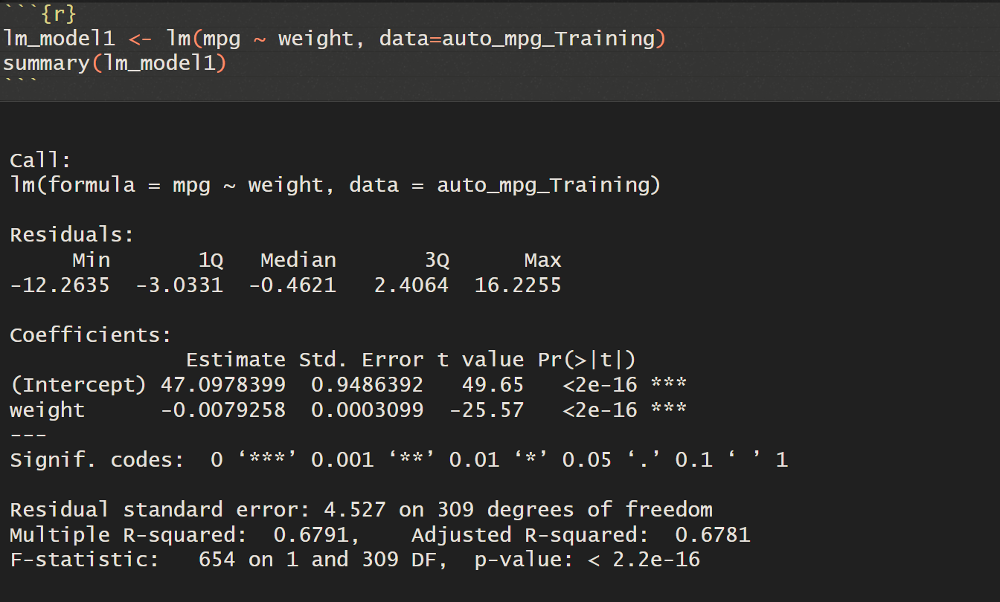 ```{r}
lm_model1 <- lm(mpg ~ weight, data=auto_mpg_Training)
summary(lm_model1)
```
Call:
lm(formula = mpg ~ weight, data = auto_mpg_Training)
Residuals:
     Min       1Q   Median       3Q      Max
-12.2635  -3.0331  -0.4621   2.4064  16.2255
Coefficients:
              Estimate Std. Error t value Pr(>|t|)
(Intercept) 47.0978399  0.9486392   49.65   <2e-16 ***
weight      -0.0079258  0.0003099  -25.57   <2e-16 ***
---
Signif. codes:  0 ‘***’ 0.001 ‘**’ 0.01 ‘*’ 0.05 ‘.’ 0.1 ‘ ’ 1
Residual standard error: 4.527 on 309 degrees of freedom
Multiple R-squared:  0.6791,	Adjusted R-squared:  0.6781
F-statistic:   654 on 1 and 309 DF,  p-value: < 2.2e-16